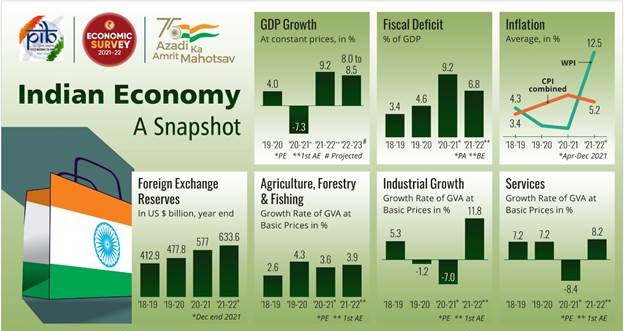 pib
ECONOMIC
SURVEY
2021-22
75
Azadi Ka
Amrit Mahotsav
Indian Economy
A Snapshot
GDP Growth
At constant prices, in %
4.0
-7.3
9.2
8.0 to
8.5
'19-20 '20-21* '21-22** '22-23#
*PE **1st AE # Projected
Fiscal Deficit
% of GDP
3.4
4.6
9.2
6.8
18-19 '19-20 '20-21* '21-22**
*PA **BE
Inflation
Average, in %
12.5
WPI
CPI
combined
4.3
3.4
5.2
'18-19 '21-22*
*Apr-Dec 2021
Foreign Exchange
Reserves
In US $ billion, year end
412.9
477.8
577
633.6
18-19 '19-20 '20-21 '21-22*
*Dec end 2021
Agriculture, Forestry
& Fishing
Growth Rate of GVA at
Basic Prices in %
2.6
4.3
3.6
3.9
'18-19 '19-20 '20-21* '21-22**
*PE ** 1st AE
Industrial Growth
Growth Rate of GVA at
Basic Prices in %
5.3
-1.2
-7.0
11.8
'18-19 '19-20 '20-21* '21-22**
*PE ** 1st AE
Services
Growth Rate of GVA at
Basic Prices in %
7.2
7.2
-8.4
8.2
'18-19 '19-20 '20-21* '21-22**
*PE ** 1st AE